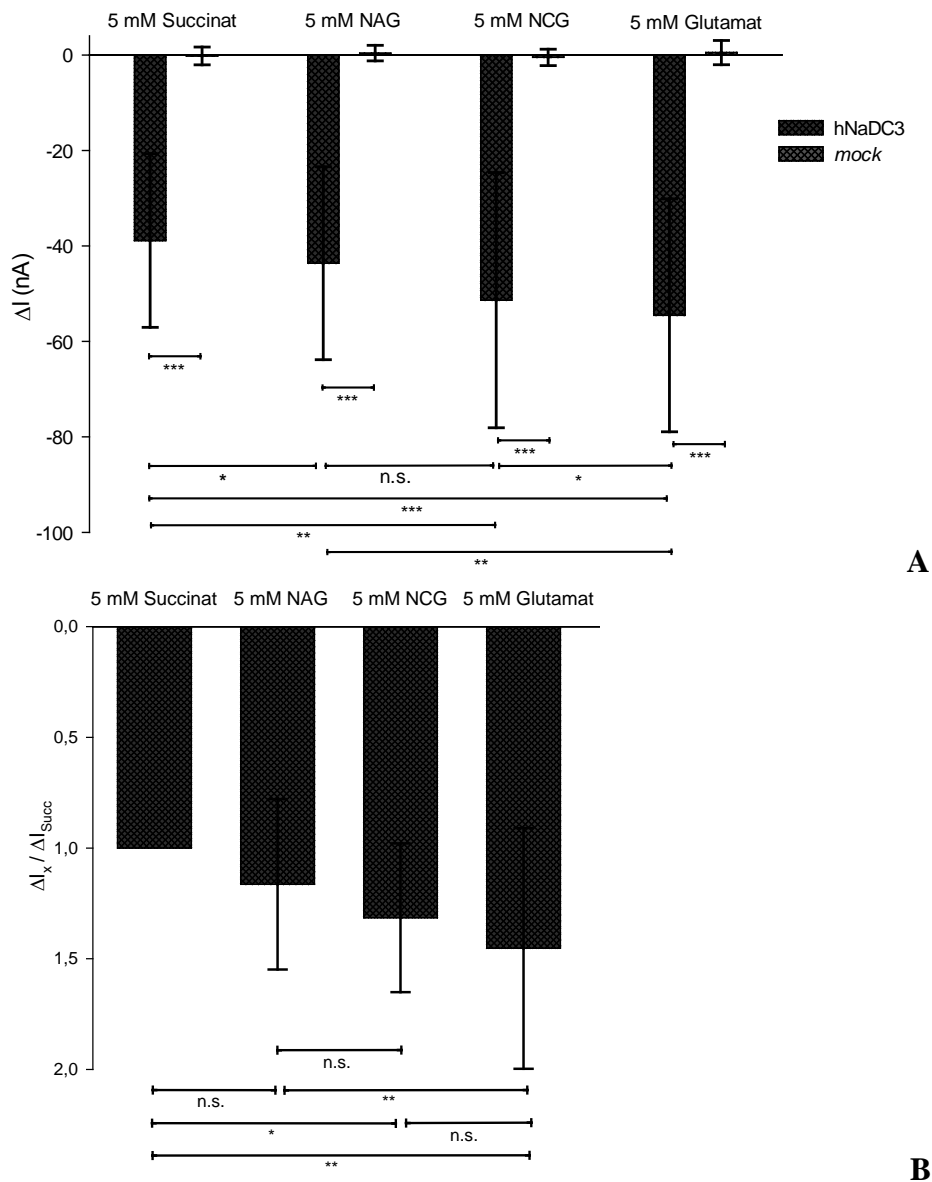 5 mM Succinat 5 mM NAG 5 mM NCG 5 mM Glutamat
0
-20
-40
-60
-80
-100
ΔI (nA)
hNaDC3
mock
***
***
***
***
* n.s. *
***
**
**
A
5 mM Succinat 5 mM NAG 5 mM NCG 5 mM Glutamat
0,0
0,5
1,0
1,5
2,0
ΔIx / ΔISucc
n.s.
n.s. **
* n.s.
**
B